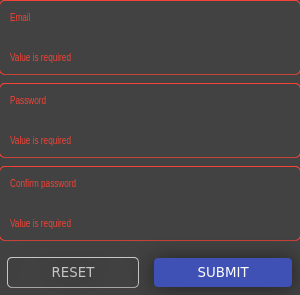 Email
Value is required
Password
Value is required
Confirm password
Value is required
RESET SUBMIT